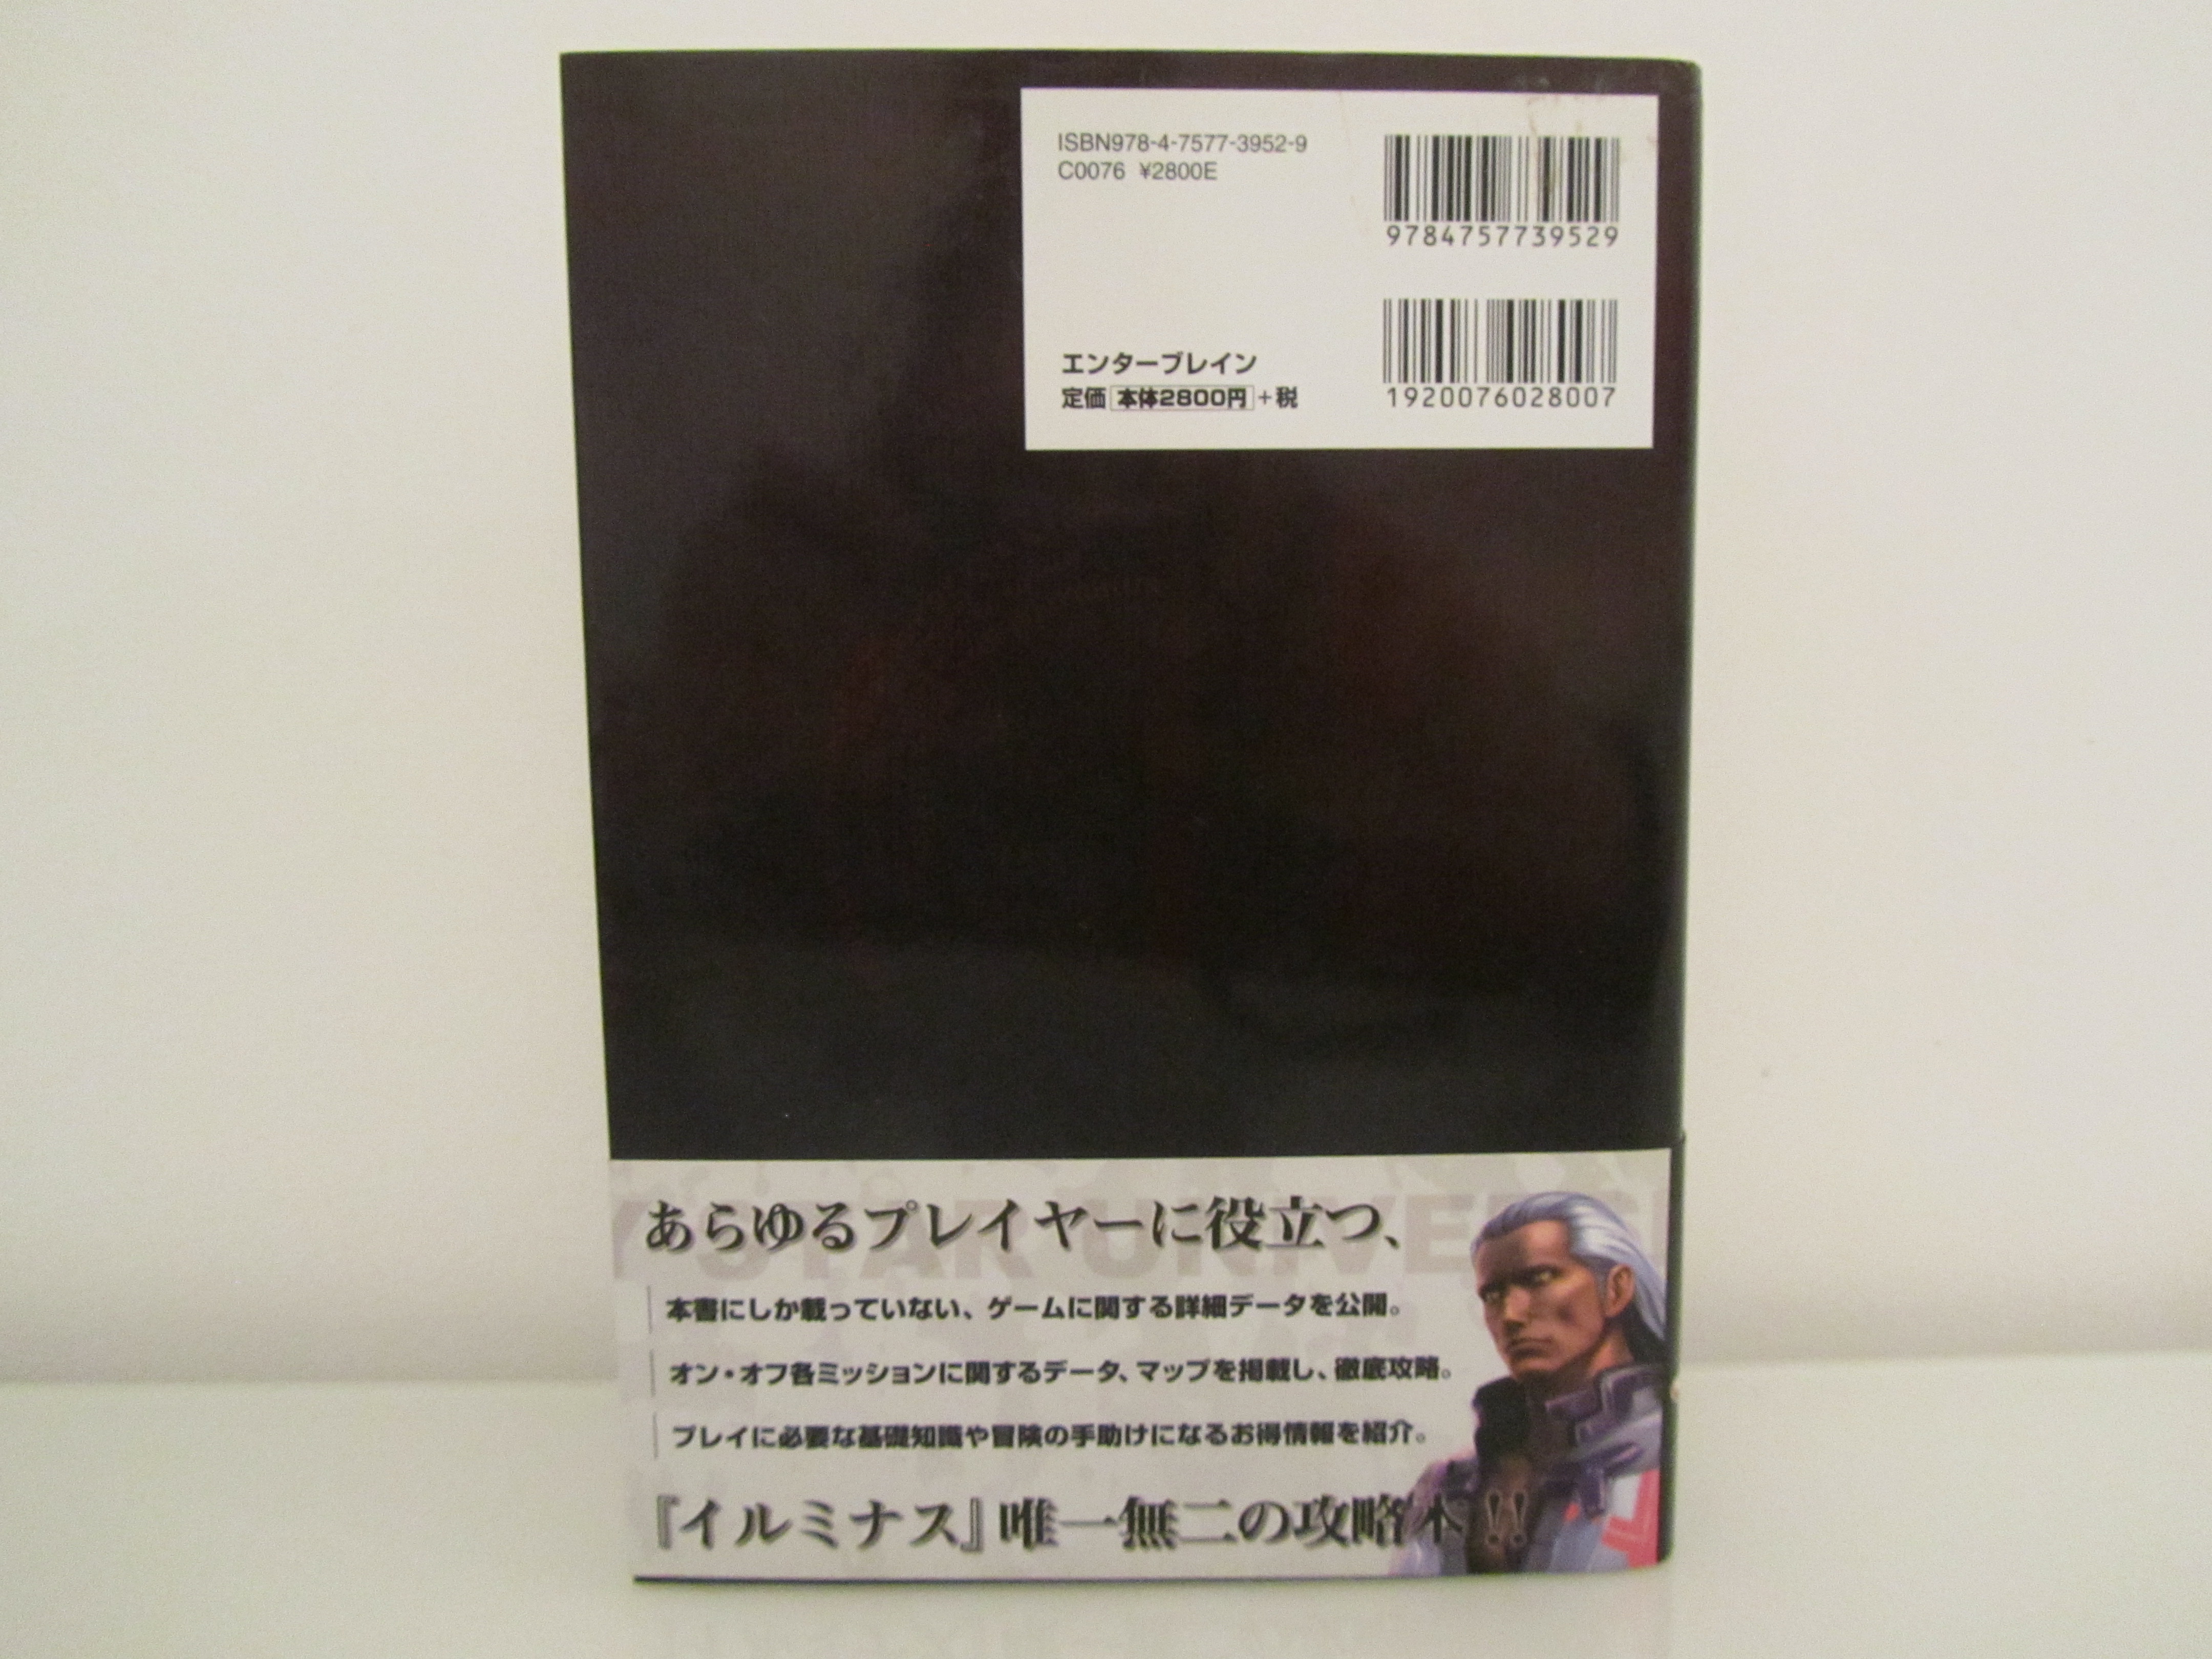 ISBN978-4-7577-3952-9
C0076 ¥2800E
9784757739529
1920076028007
エンターブレイン
定価 本体2800円 +税
Y STAR UNIVERS
あらゆるプレイヤーに役立つ、
本書にしか載っていない、ゲームに関する詳細データを公開。
オン・オフ各ミッションに関するデータ、マップを掲載し、徹底攻略。
プレイに必要な基礎知識や冒険の手助けになるお得情報を紹介。
『イルミナス』唯一無二の攻略本!!